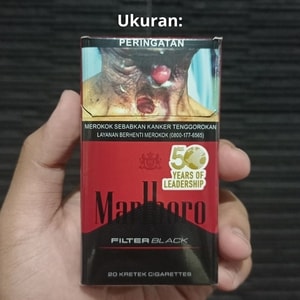 Ukuran:
PERINGATAN
MEROKOK SEBABKAN KANKER TENGGOROKAN
LAYANAN BERHENTI MEROKOK (0800-177-6565)
50
YEARS OF
LEADERSHIP
Marlboro
FILTER BLACK
20 KRETEK CIGARETTES